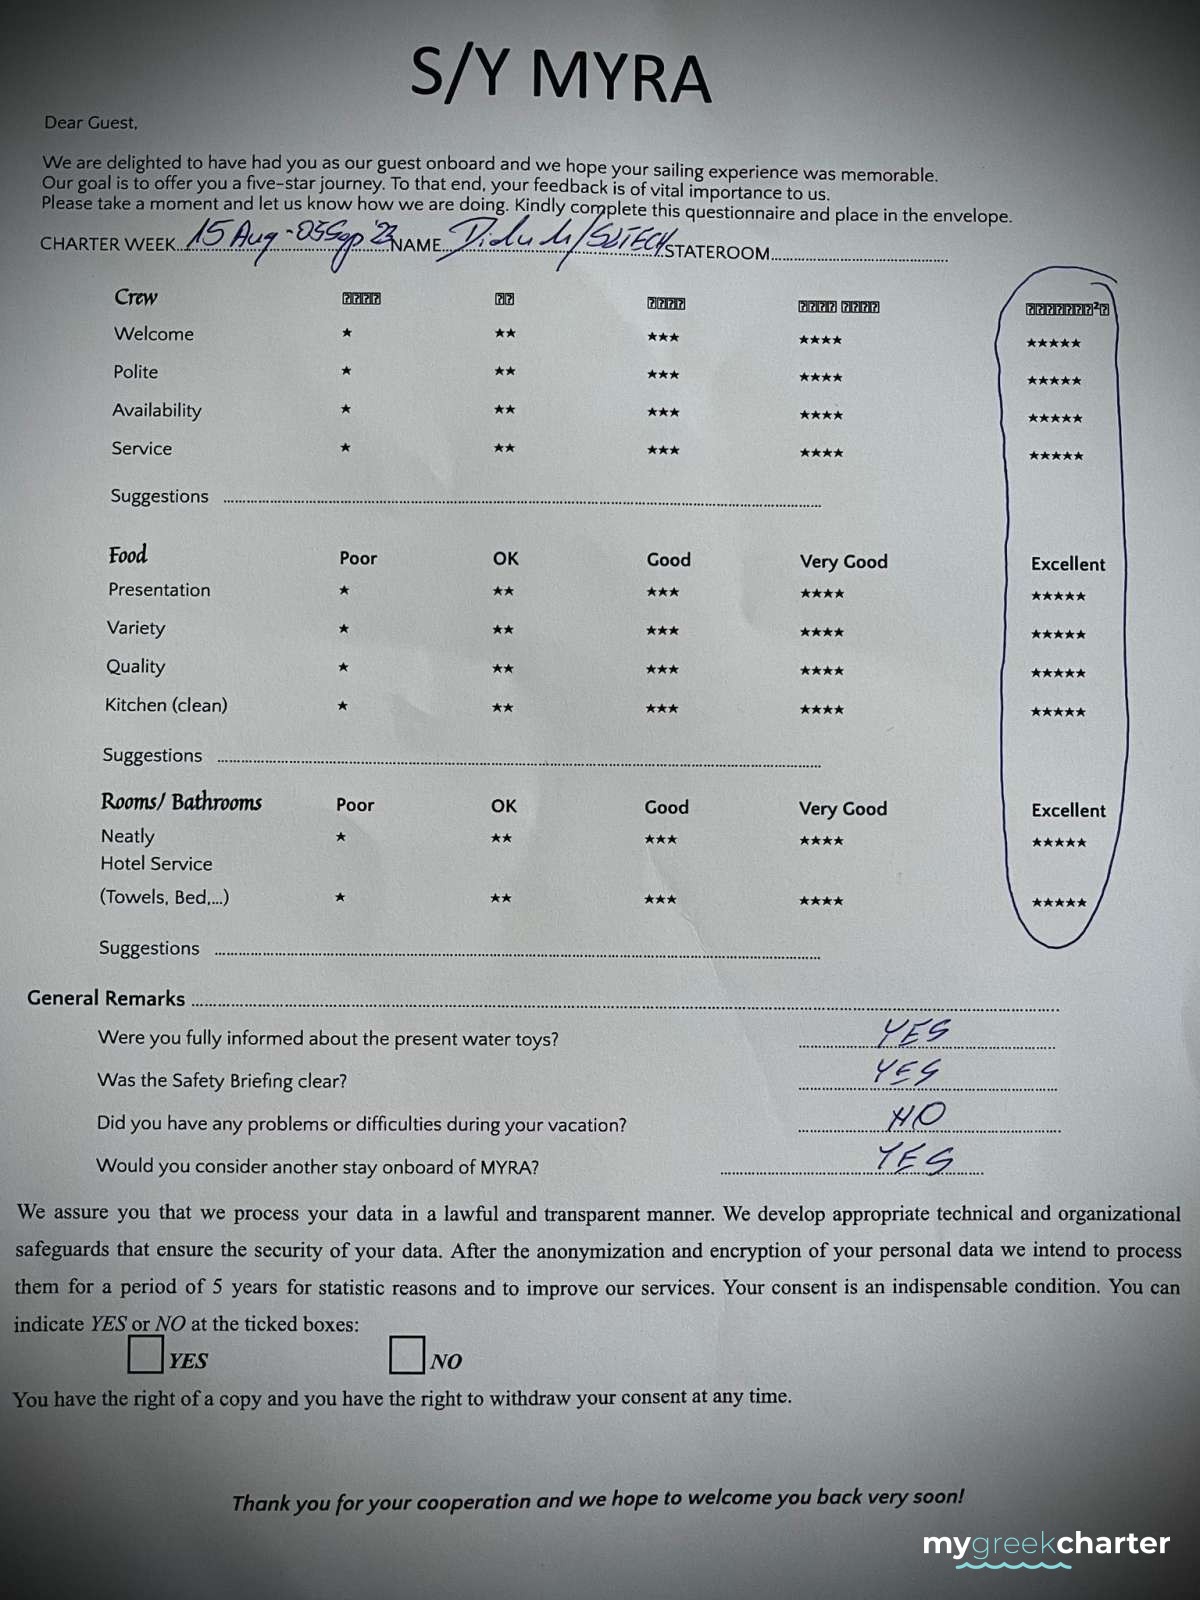 S/Y MYRA
Dear Guest,
We are delighted to have had you as our guest onboard and we hope your sailing experience was memorable.
Our goal is to offer you a five-star journey. To that end, your feedback is of vital importance to us.
Please take a moment and let us know how we are doing. Kindly complete this questionnaire and place in the envelope.
CHARTER WEEK 15 Aug - 05 Sep '23 NAME STATEROOM
Crew
Welcome ★ ★★ ★★★ ★★★★ ★★★★★
Polite ★ ★★ ★★★ ★★★★ ★★★★★
Availability ★ ★★ ★★★ ★★★★ ★★★★★
Service ★ ★★ ★★★ ★★★★ ★★★★★
Suggestions
Food Poor OK Good Very Good Excellent
Presentation ★ ★★ ★★★ ★★★★ ★★★★★
Variety ★ ★★ ★★★ ★★★★ ★★★★★
Quality ★ ★★ ★★★ ★★★★ ★★★★★
Kitchen (clean) ★ ★★ ★★★ ★★★★ ★★★★★
Suggestions
Rooms/ Bathrooms Poor OK Good Very Good Excellent
Neatly ★ ★★ ★★★ ★★★★ ★★★★★
Hotel Service
(Towels, Bed,...) ★ ★★ ★★★ ★★★★ ★★★★★
Suggestions
General Remarks
Were you fully informed about the present water toys? YES
Was the Safety Briefing clear? YES
Did you have any problems or difficulties during your vacation? NO
Would you consider another stay onboard of MYRA? YES
We assure you that we process your data in a lawful and transparent manner. We develop appropriate technical and organizational
safeguards that ensure the security of your data. After the anonymization and encryption of your personal data we intend to process
them for a period of 5 years for statistic reasons and to improve our services. Your consent is an indispensable condition. You can
indicate YES or NO at the ticked boxes:
YES NO
You have the right of a copy and you have the right to withdraw your consent at any time.
Thank you for your cooperation and we hope to welcome you back very soon!
mygreekcharter